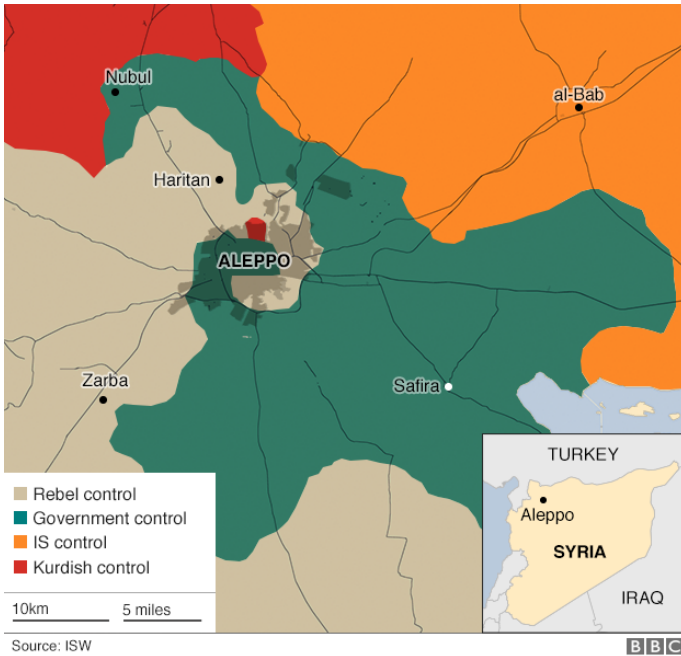 Nubul
al-Bab
Haritan
ALEPPO
Zarba
Safira
Rebel control
Government control
IS control
Kurdish control
10km 5 miles
TURKEY
Aleppo
SYRIA
IRAQ
Source: ISW
BBC